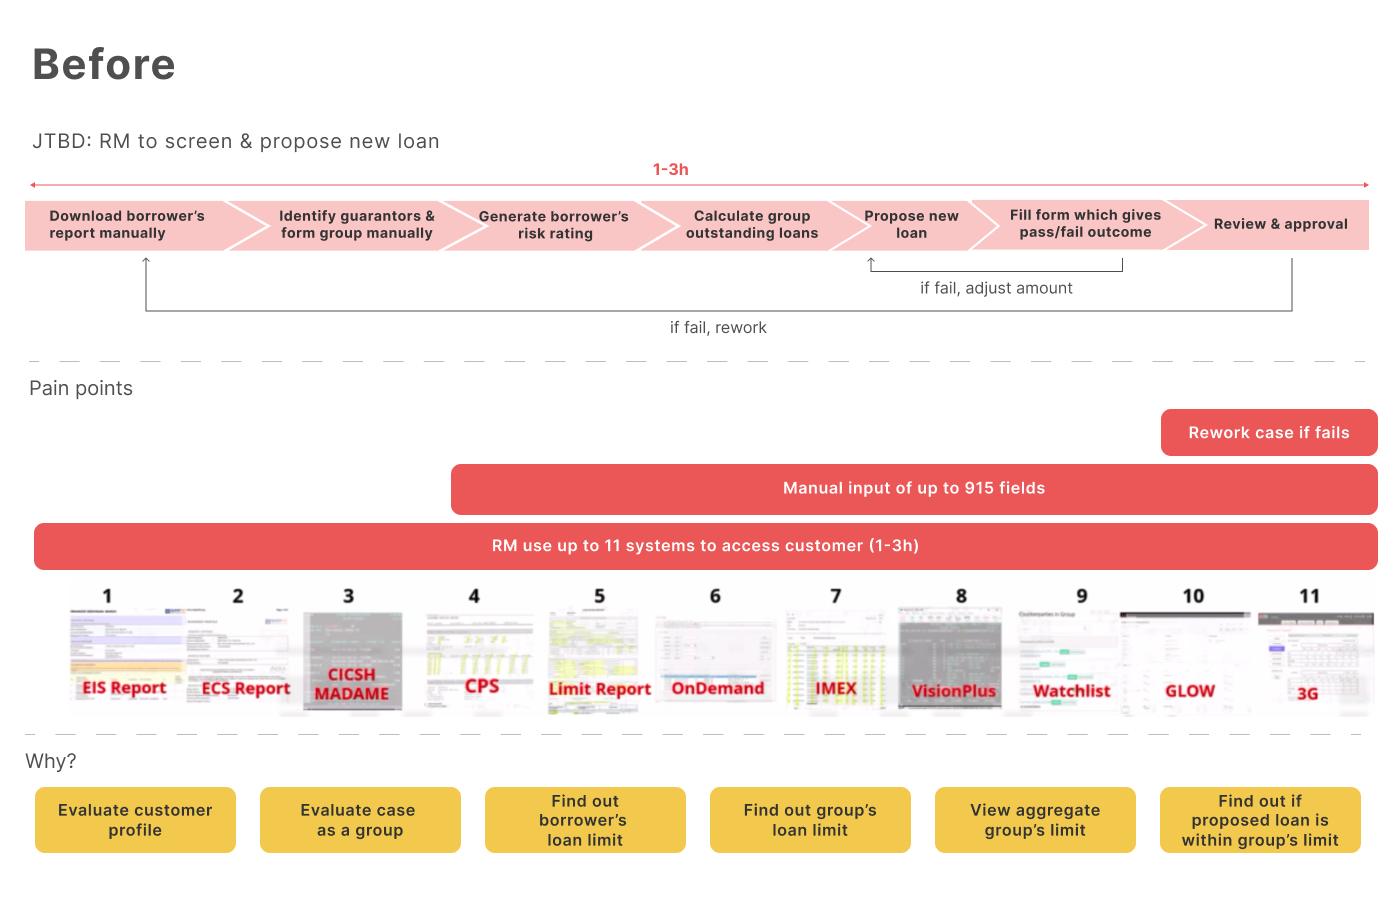 Before
JTBD: RM to screen & propose new loan
1-3h
Download borrower's
report manually
Identify guarantors &
form group manually
Generate borrower's
risk rating
Calculate group
outstanding loans
Propose new
loan
Fill form which gives
pass/fail outcome
Review & approval
if fail, adjust amount
if fail, rework
Pain points
Rework case if fails
Manual input of up to 915 fields
RM use up to 11 systems to access customer (1-3h)
1
2
3
4
5
6
7
8
9
10
11
Counterparties in Group
EIS Report
ECS Report
CICSH
MADAME
CPS
Limit Report
OnDemand
IMEX
VisionPlus
Watchlist
GLOW
3G
Why?
Evaluate customer
profile
Evaluate case
as a group
Find out
borrower's
loan limit
Find out group's
loan limit
View aggregate
group's limit
Find out if
proposed loan is
within group's limit